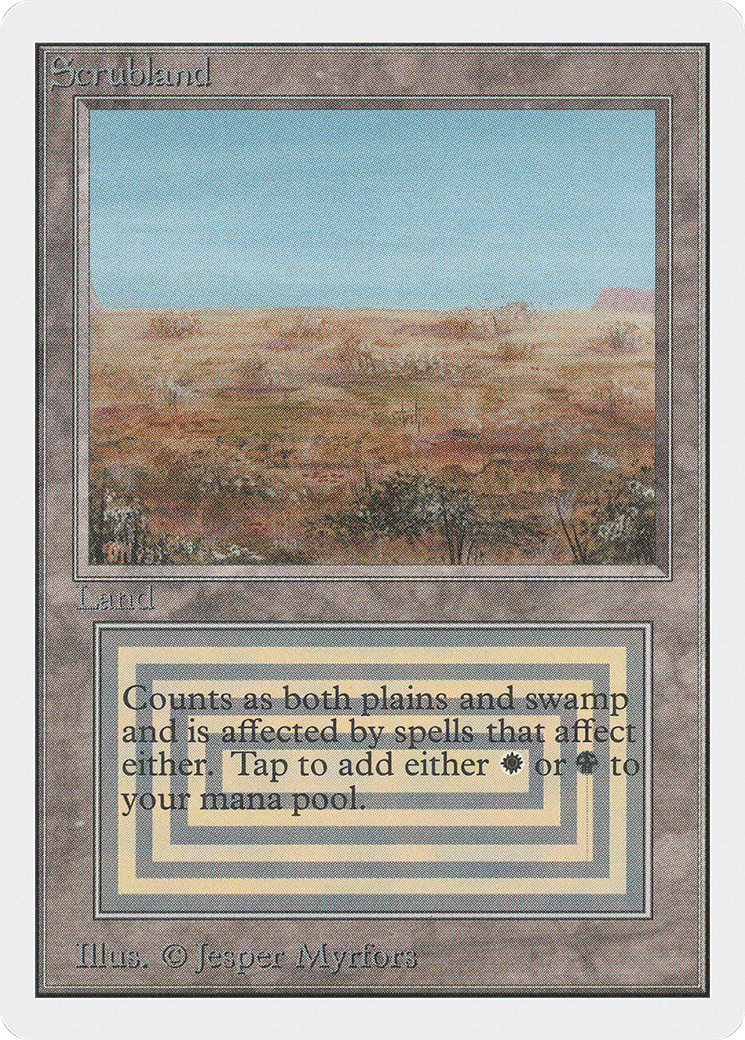 Scrubland
Land
Counts as both plains and swamp
and is affected by spells that affect
either. Tap to add either or to
your mana pool.
Illus. © Jesper Myrfors